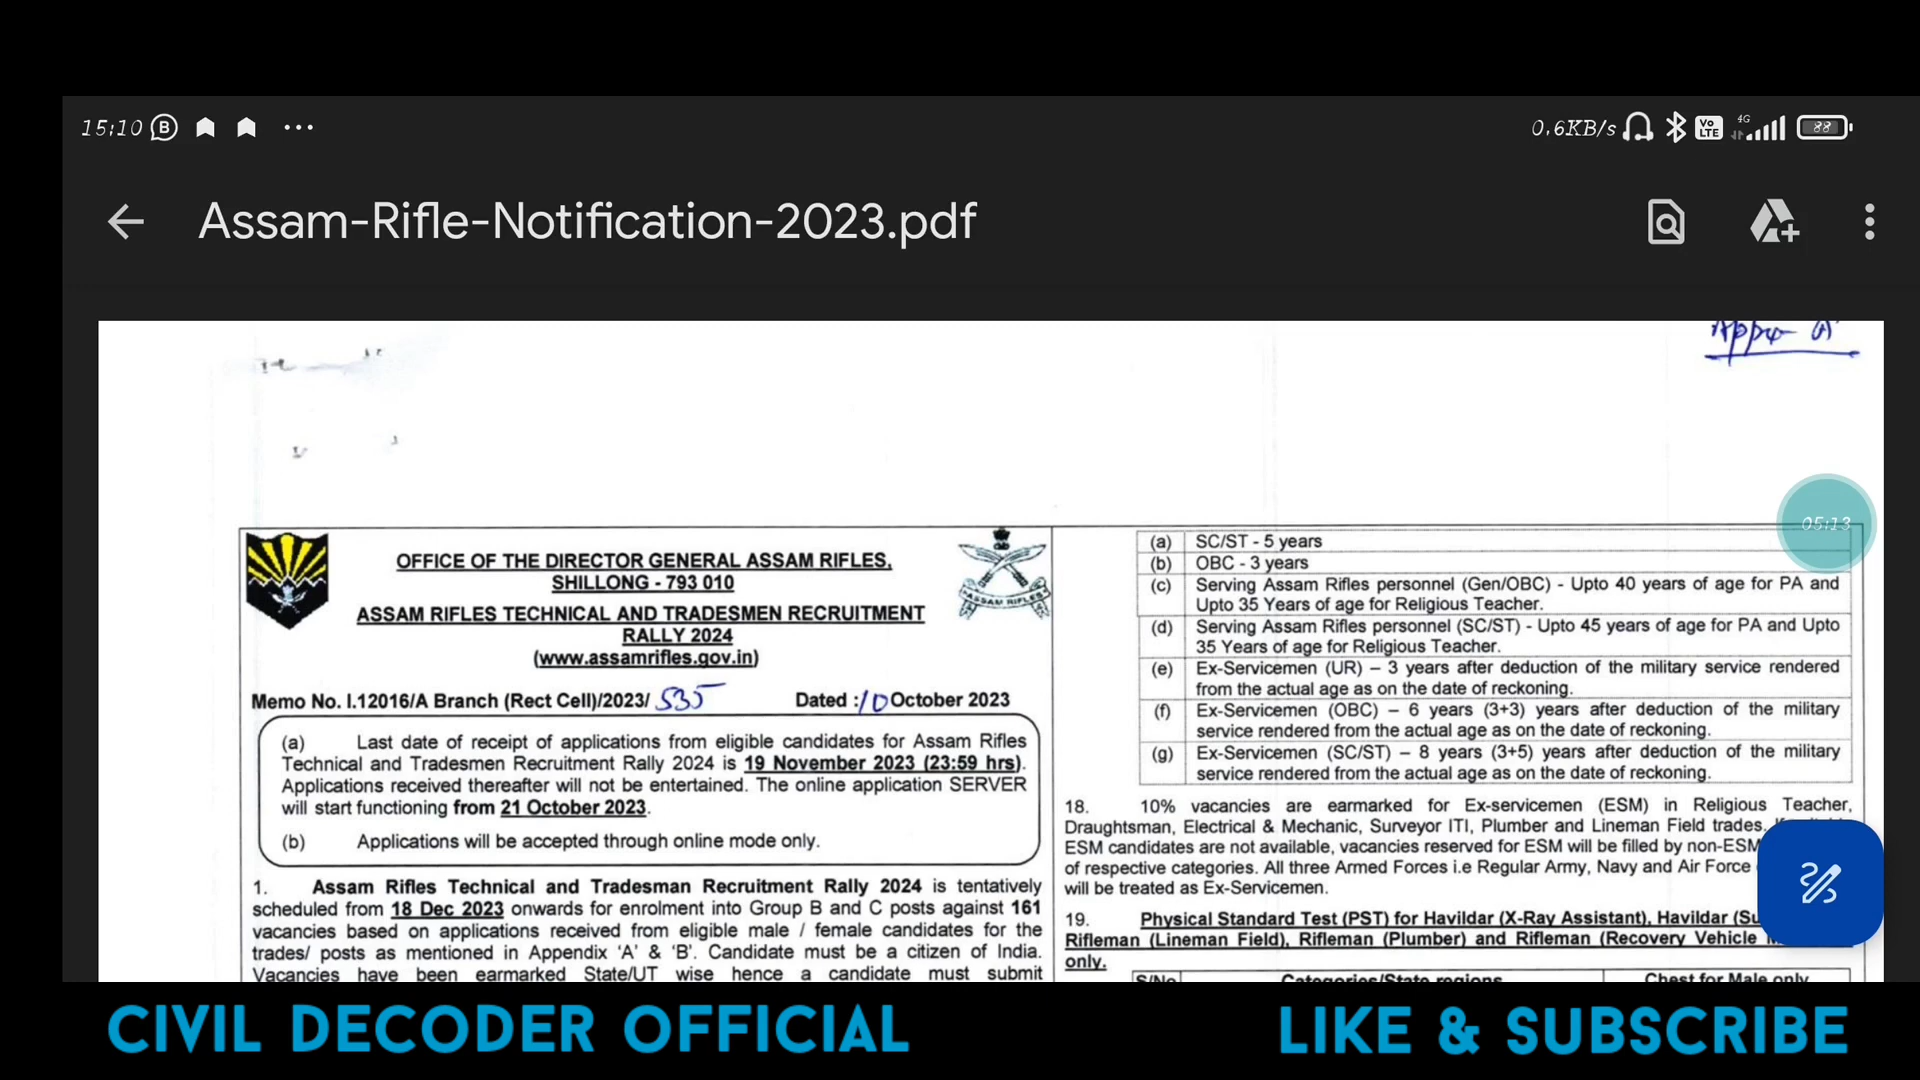 15:10
0.6KB/s
Vo LTE
4G
88
Assam-Rifle-Notification-2023.pdf
Appx 'A'
05:13
OFFICE OF THE DIRECTOR GENERAL ASSAM RIFLES,
SHILLONG - 793 010
ASSAM RIFLES TECHNICAL AND TRADESMEN RECRUITMENT
RALLY 2024
(www.assamrifles.gov.in)
ASSAM RIFLES
Memo No. I.12016/A Branch (Rect Cell)/2023/ 535 Dated : 10 October 2023
(a) Last date of receipt of applications from eligible candidates for Assam Rifles
Technical and Tradesmen Recruitment Rally 2024 is 19 November 2023 (23:59 hrs).
Applications received thereafter will not be entertained. The online application SERVER
will start functioning from 21 October 2023.
(b) Applications will be accepted through online mode only.
1. Assam Rifles Technical and Tradesman Recruitment Rally 2024 is tentatively
scheduled from 18 Dec 2023 onwards for enrolment into Group B and C posts against 161
vacancies based on applications received from eligible male / female candidates for the
trades/ posts as mentioned in Appendix 'A' & 'B'. Candidate must be a citizen of India.
Vacancies have been earmarked State/UT wise hence a candidate must submit
(a) SC/ST - 5 years
(b) OBC - 3 years
(c) Serving Assam Rifles personnel (Gen/OBC) - Upto 40 years of age for PA and
Upto 35 Years of age for Religious Teacher.
(d) Serving Assam Rifles personnel (SC/ST) - Upto 45 years of age for PA and Upto
35 Years of age for Religious Teacher.
(e) Ex-Servicemen (UR) – 3 years after deduction of the military service rendered
from the actual age as on the date of reckoning.
(f) Ex-Servicemen (OBC) – 6 years (3+3) years after deduction of the military
service rendered from the actual age as on the date of reckoning.
(g) Ex-Servicemen (SC/ST) – 8 years (3+5) years after deduction of the military
service rendered from the actual age as on the date of reckoning.
18. 10% vacancies are earmarked for Ex-servicemen (ESM) in Religious Teacher,
Draughtsman, Electrical & Mechanic, Surveyor ITI, Plumber and Lineman Field trades.
ESM candidates are not available, vacancies reserved for ESM will be filled by non-ESM
of respective categories. All three Armed Forces i.e Regular Army, Navy and Air Force
will be treated as Ex-Servicemen.
19. Physical Standard Test (PST) for Havildar (X-Ray Assistant), Havildar (Su
Rifleman (Lineman Field), Rifleman (Plumber) and Rifleman (Recovery Vehicle
only.
S/No Categories/State regions Chest for Male only
CIVIL DECODER OFFICIAL
LIKE & SUBSCRIBE